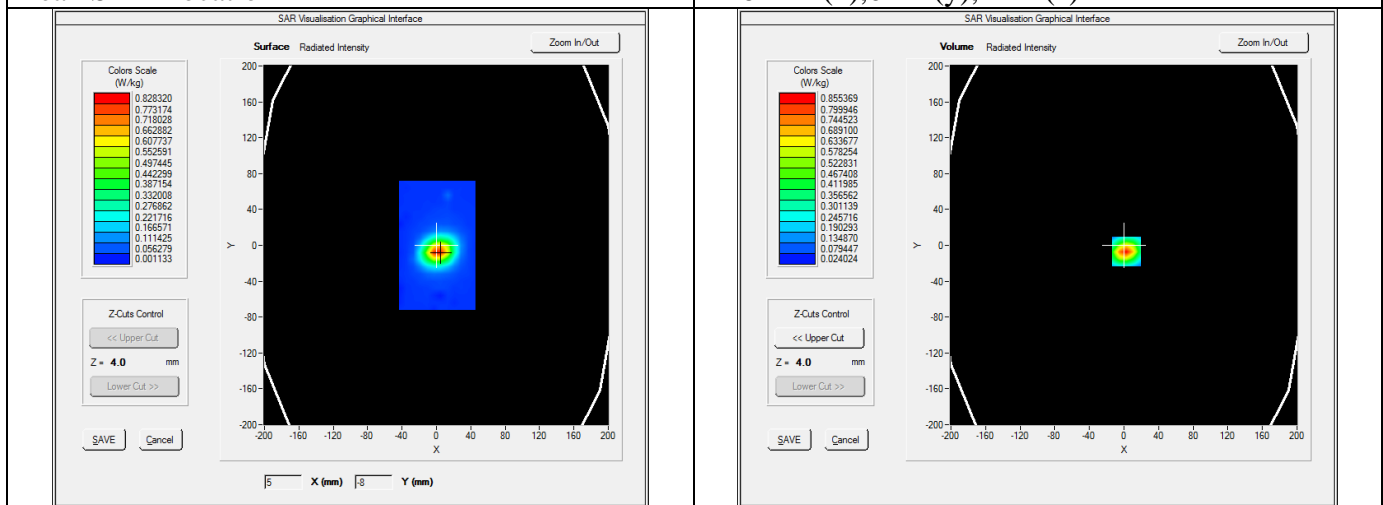 SAR Visualisation Graphical Interface
Surface Radiated Intensity
Zoom In/Out
Colors Scale
(W/kg)
0.828320
0.773174
0.718028
0.662882
0.607737
0.552591
0.497445
0.442299
0.387154
0.332008
0.276862
0.221716
0.166571
0.111425
0.056279
0.001133
Z-Cuts Control
<< Upper Cut
Z = 4.0 mm
Lower Cut >>
SAVE Cancel
200
160
120
80
40
0
-40
-80
-120
-160
-200
Y
-200 -160 -120 -80 -40 0 40 80 120 160 200
X
5 X (mm) -8 Y (mm)
SAR Visualisation Graphical Interface
Volume Radiated Intensity
Zoom In/Out
Colors Scale
(W/kg)
0.855369
0.799946
0.744523
0.689100
0.633677
0.578254
0.522831
0.467408
0.411985
0.356562
0.301139
0.245716
0.190293
0.134870
0.079447
0.024024
Z-Cuts Control
<< Upper Cut
Z = 4.0 mm
Lower Cut >>
SAVE Cancel
200
160
120
80
40
0
-40
-80
-120
-160
-200
Y
-200 -160 -120 -80 -40 0 40 80 120 160 200
X